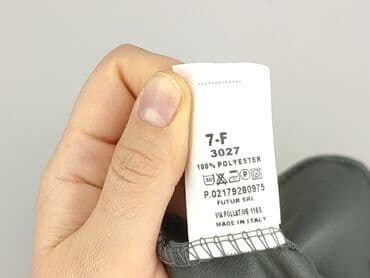 7-F
3027
100% POLYESTER
P.02179280975
FUTUR SRL
MADE IN ITALY